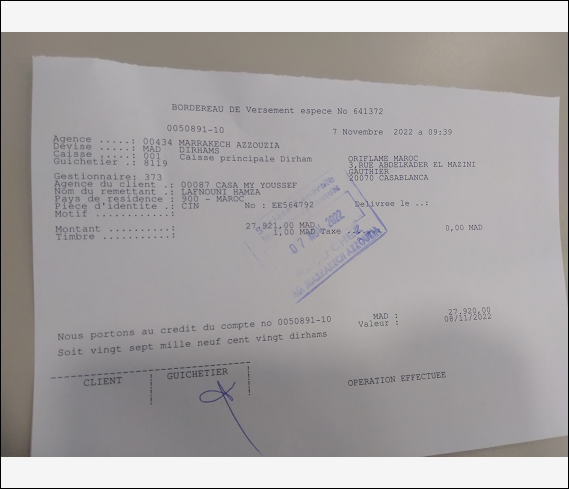 BORDEREAU DE Versement espece No 641372
0050891-10
7 Novembre 2022 a 09:39
Agence .....: 00434 MARRAKECH AZZOUZIA
Devise .....: MAD DIRHAMS
Caisse .....: 001 Caisse principale Dirham
Guichetier .: 8119
ORIFLAME MAROC
3,RUE ABDELKADER EL MAZINI
GAUTHIER
20070 CASABLANCA
Gestionnaire: 373
Agence du client .: 00087 CASA MY YOUSSEF
Nom du remettant .: LAFNOUNI HAMZA
Pays de residence : 900 - MAROC
Pièce d'identite .: CIN No : EE564792 Delivree le ..:
Motif ...........:
Montant .........: 27,921,00 MAD
Timbre ..........: 1,00 MAD Taxe ... 0,00 MAD
07 NOV. 2022
MARRAKECH AZZOUZIA
Nous portons au credit du compte no 0050891-10 MAD : 27,920,00
Valeur : 08/11/2022
Soit vingt sept mille neuf cent vingt dirhams
CLIENT GUICHETIER
OPERATION EFFECTUEE